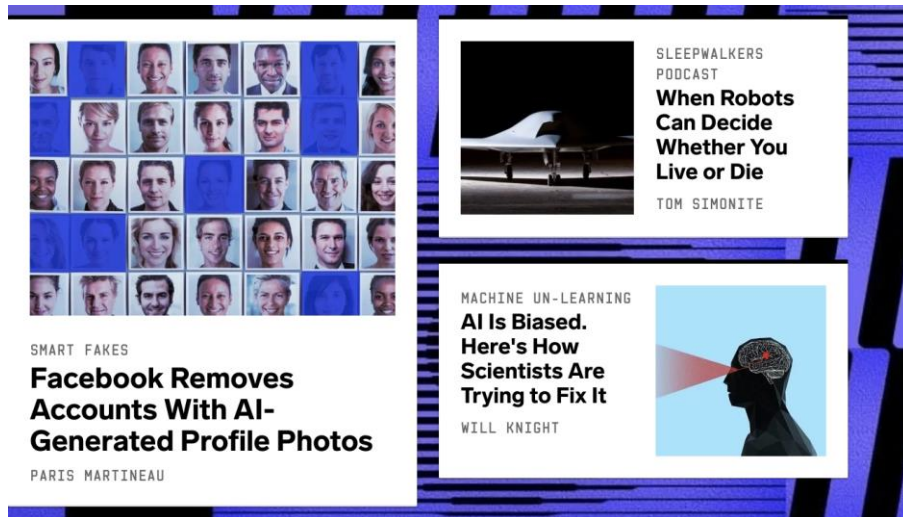 SMART FAKES
Facebook Removes
Accounts With AI-
Generated Profile Photos
PARIS MARTINEAU
SLEEPWALKERS
PODCAST
When Robots
Can Decide
Whether You
Live or Die
TOM SIMONITE
MACHINE UN-LEARNING
AI Is Biased.
Here's How
Scientists Are
Trying to Fix It
WILL KNIGHT